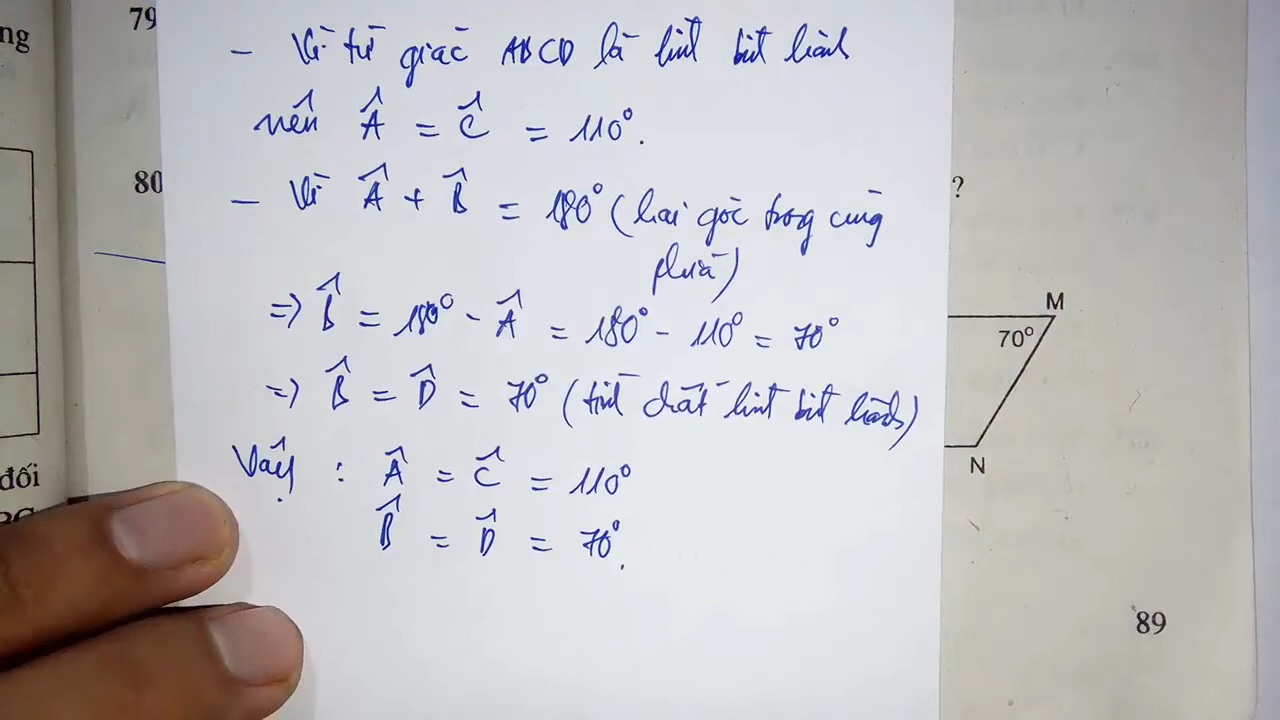 79
ng
- Vì tứ giác ABCD là hình bình hành
nên Â = Ĉ = 110°.
80
- Vì Â + B̂ = 180° (hai góc trong cùng
phía)
?
=> B̂ = 180° - Â = 180° - 110° = 70°
M
70°
=> B̂ = D̂ = 70° (tính chất hình bình hành)
N
đối
Vậy : Â = Ĉ = 110°
B̂ = D̂ = 70°.
89